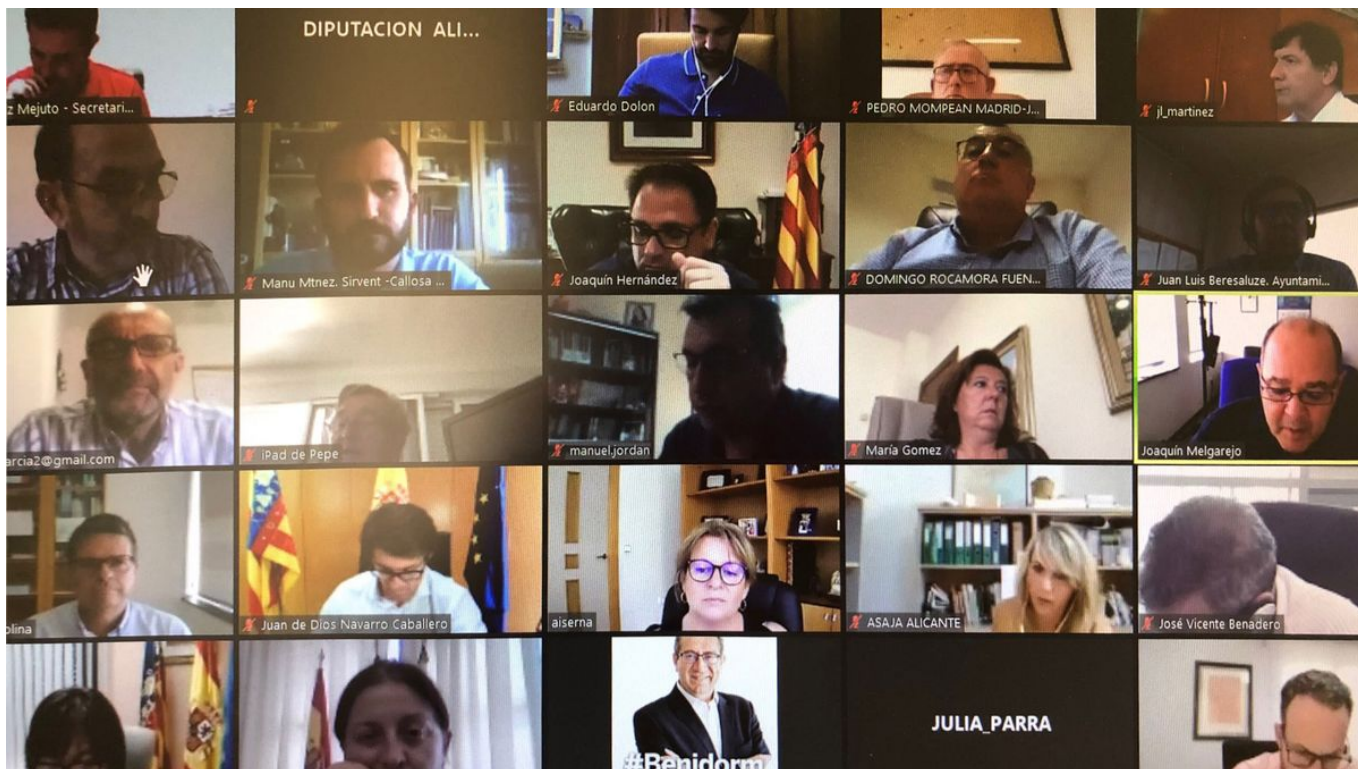 DIPUTACION ALI...
z Mejuto - Secretari...
Eduardo Dolon
PEDRO MOMPEAN MADRID-J...
jl_martinez
Manu Mtnez. Sirvent -Callosa ...
Joaquín Hernández
DOMINGO ROCAMORA FUEN...
Juan Luis Beresaluze. Ayuntami...
arcia2@gmail.com
iPad de Pepe
manuel.jordan
María Gomez
Joaquín Melgarejo
olina
Juan de Dios Navarro Caballero
aiserna
ASAJA ALICANTE
José Vicente Benadero
#Benidorm
JULIA_PARRA